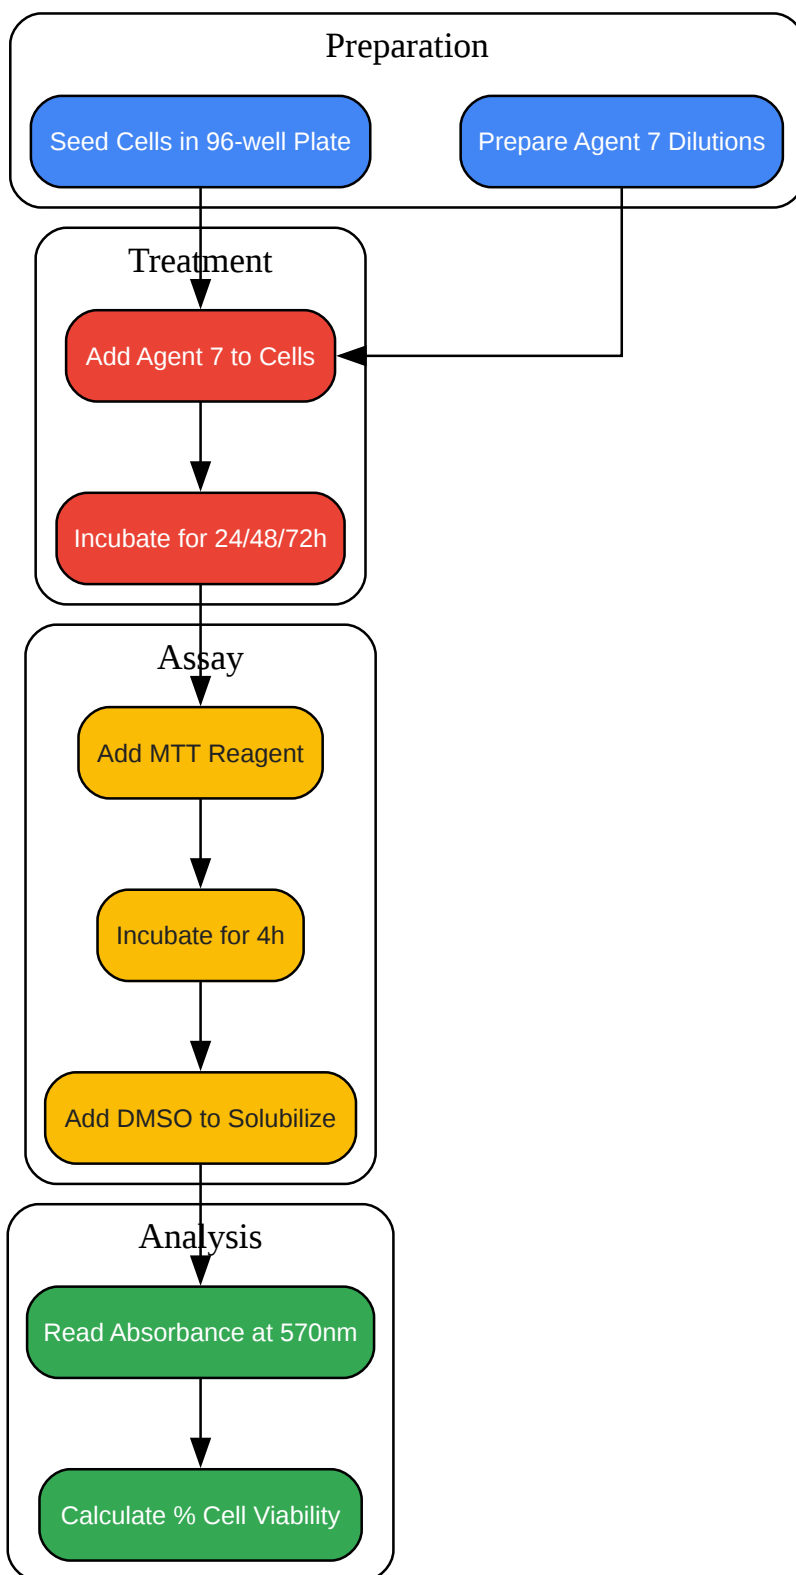 Preparation
Seed Cells in 96-well Plate
Prepare Agent 7 Dilutions
Treatment
Add Agent 7 to Cells
Incubate for 24/48/72h
Assay
Add MTT Reagent
Incubate for 4h
Add DMSO to Solubilize
Analysis
Read Absorbance at 570nm
Calculate % Cell Viability